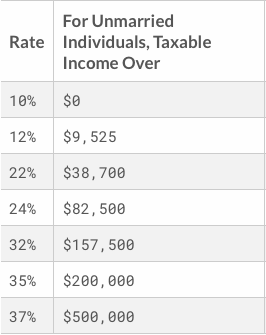 Rate For Unmarried
Individuals, Taxable
Income Over
10% $0
12% $9,525
22% $38,700
24% $82,500
32% $157,500
35% $200,000
37% $500,000